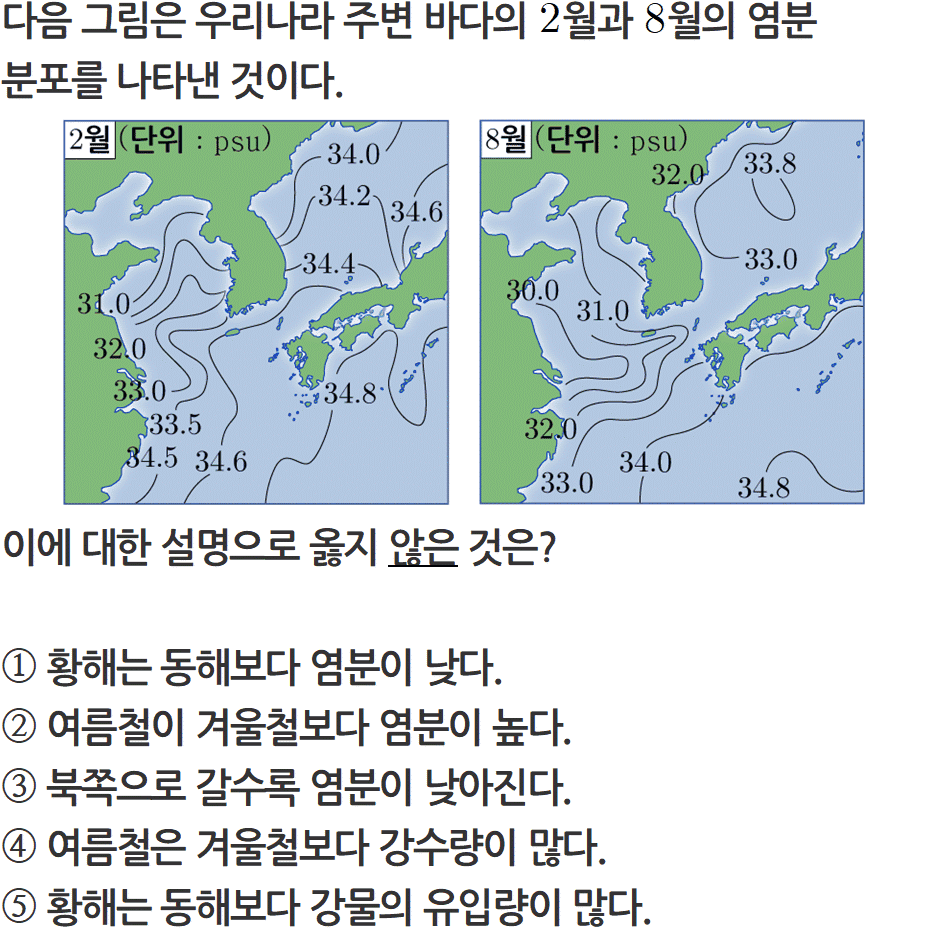 다음 그림은 우리나라 주변 바다의 2월과 8월의 염분
분포를 나타낸 것이다.
2월 (단위 : psu)
34.0
34.2
34.6
34.4
31.0
32.0
33.0
34.8
33.5
34.5 34.6
8월 (단위 : psu)
33.8
32.0
33.0
30.0
31.0
32.0
34.0
33.0
34.8
이에 대한 설명으로 옳지 않은 것은?
① 황해는 동해보다 염분이 낮다.
② 여름철이 겨울철보다 염분이 높다.
③ 북쪽으로 갈수록 염분이 낮아진다.
④ 여름철은 겨울철보다 강수량이 많다.
⑤ 황해는 동해보다 강물의 유입량이 많다.